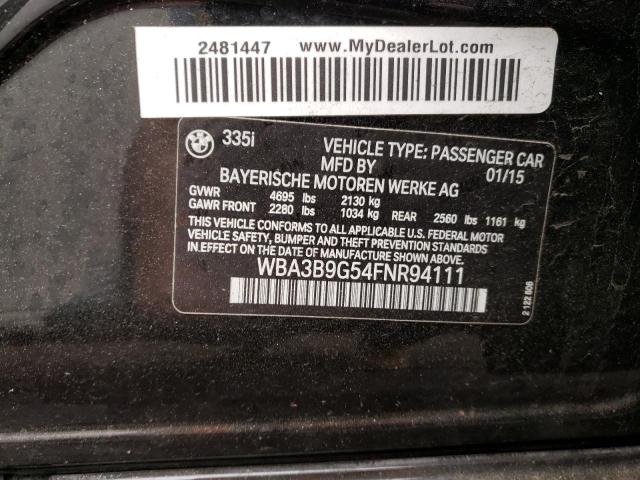 2481447 www.MyDealerLot.com
335i VEHICLE TYPE: PASSENGER CAR
MFD BY 01/15
BAYERISCHE MOTOREN WERKE AG
GVWR 4695 lbs 2130 kg
GAWR FRONT 2280 lbs 1034 kg REAR 2560 lbs 1161 kg
THIS VEHICLE CONFORMS TO ALL APPLICABLE U.S. FEDERAL MOTOR
VEHICLE SAFETY, BUMPER AND THEFT PREVENTION STANDARDS IN
EFFECT ON THE DATE OF MANUFACTURE SHOWN ABOVE.
WBA3B9G54FNR94111
2 122 606